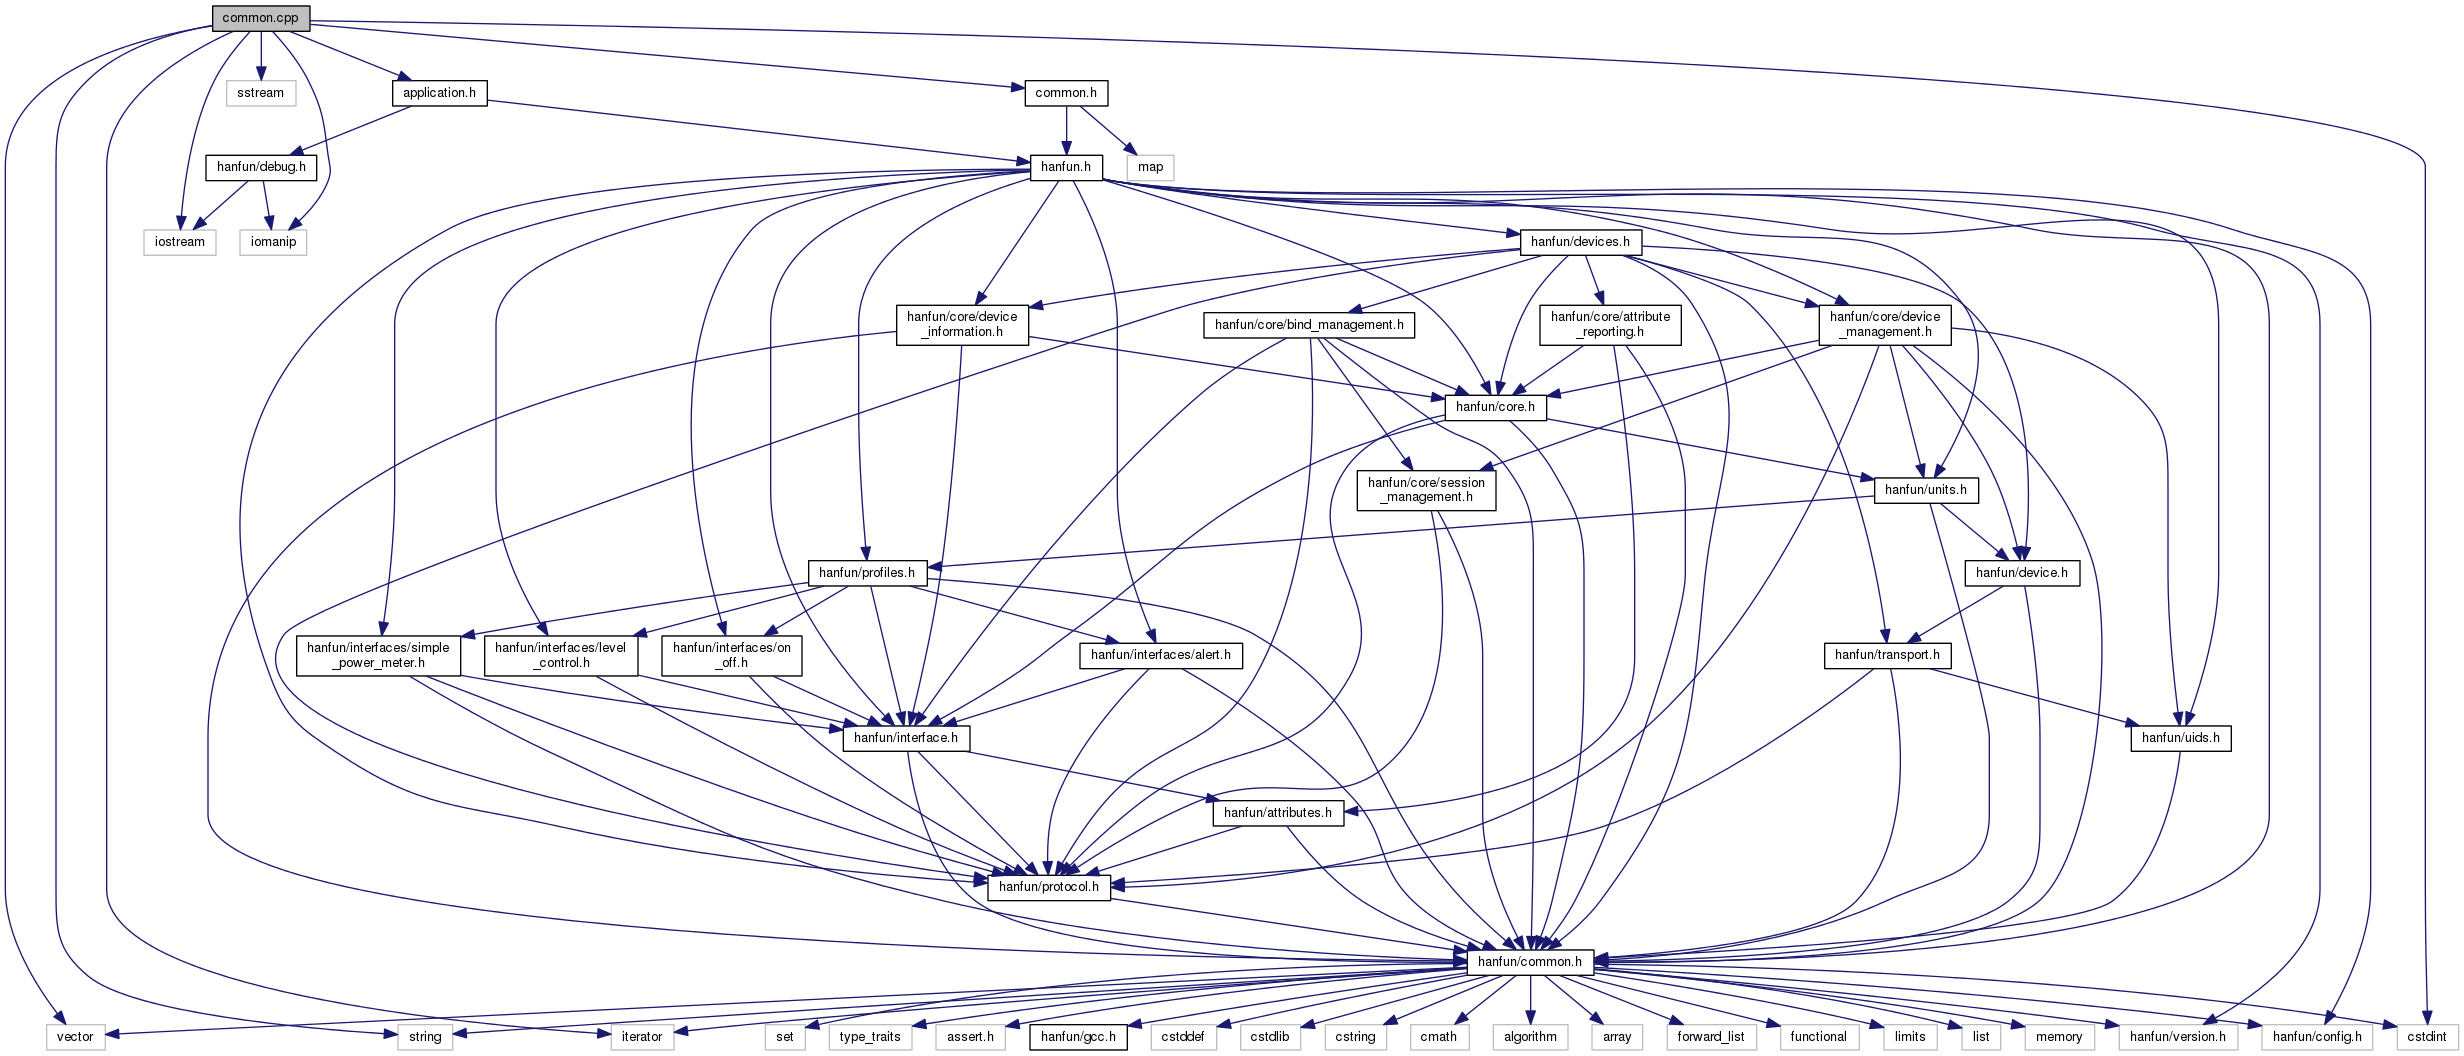 common.cpp
sstream
application.h
common.h
hanfun/debug.h
hanfun.h
map
iostream
iomanip
hanfun/devices.h
hanfun/core/device
_information.h
hanfun/core/bind_management.h
hanfun/core/attribute
_reporting.h
hanfun/core/device
_management.h
hanfun/core.h
hanfun/core/session
_management.h
hanfun/units.h
hanfun/profiles.h
hanfun/device.h
hanfun/interfaces/simple
_power_meter.h
hanfun/interfaces/level
_control.h
hanfun/interfaces/on
_off.h
hanfun/interfaces/alert.h
hanfun/transport.h
hanfun/interface.h
hanfun/uids.h
hanfun/attributes.h
hanfun/protocol.h
hanfun/common.h
vector
string
iterator
set
type_traits
assert.h
hanfun/gcc.h
cstddef
cstdlib
cstring
cmath
algorithm
array
forward_list
functional
limits
list
memory
hanfun/version.h
hanfun/config.h
cstdint